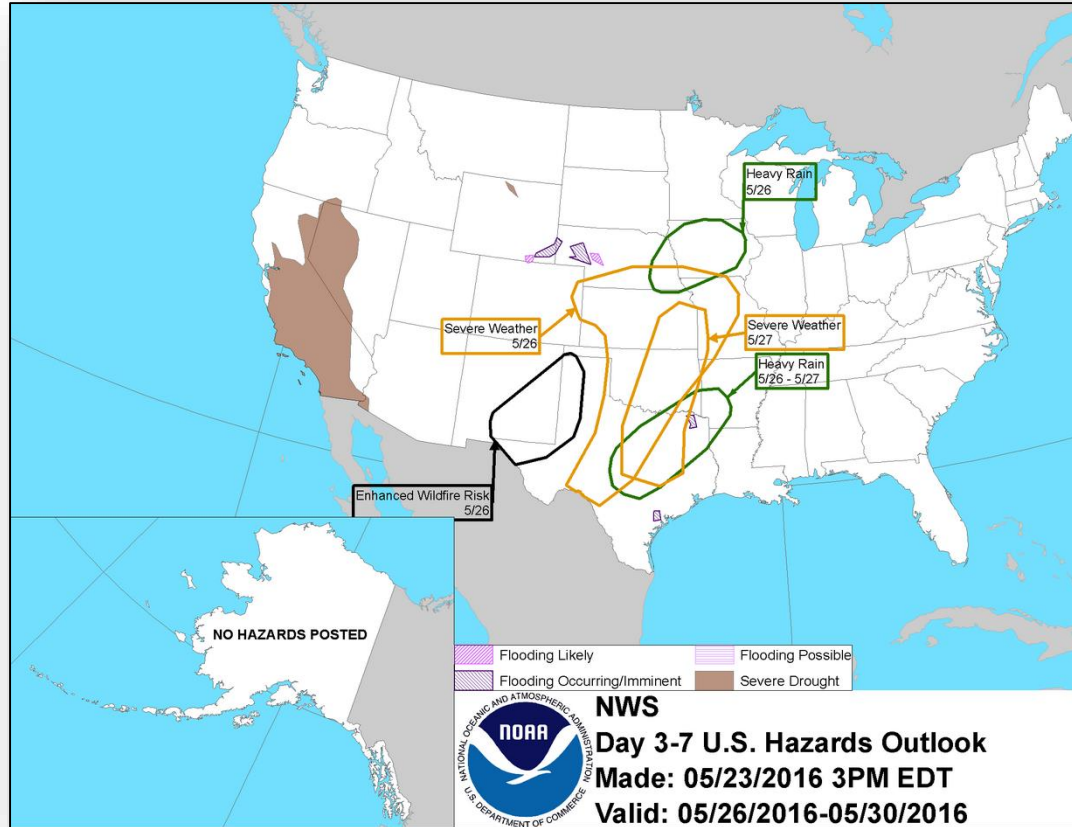 Heavy Rain
5/26
Severe Weather
5/26
Severe Weather
5/27
Heavy Rain
5/26 - 5/27
Enhanced Wildfire Risk
5/26
NO HAZARDS POSTED
Flooding Likely
Flooding Possible
Flooding Occurring/Imminent
Severe Drought
NATIONAL OCEANIC AND ATMOSPHERIC ADMINISTRATION
NOAA
U.S. DEPARTMENT OF COMMERCE
NWS
Day 3-7 U.S. Hazards Outlook
Made: 05/23/2016 3PM EDT
Valid: 05/26/2016-05/30/2016